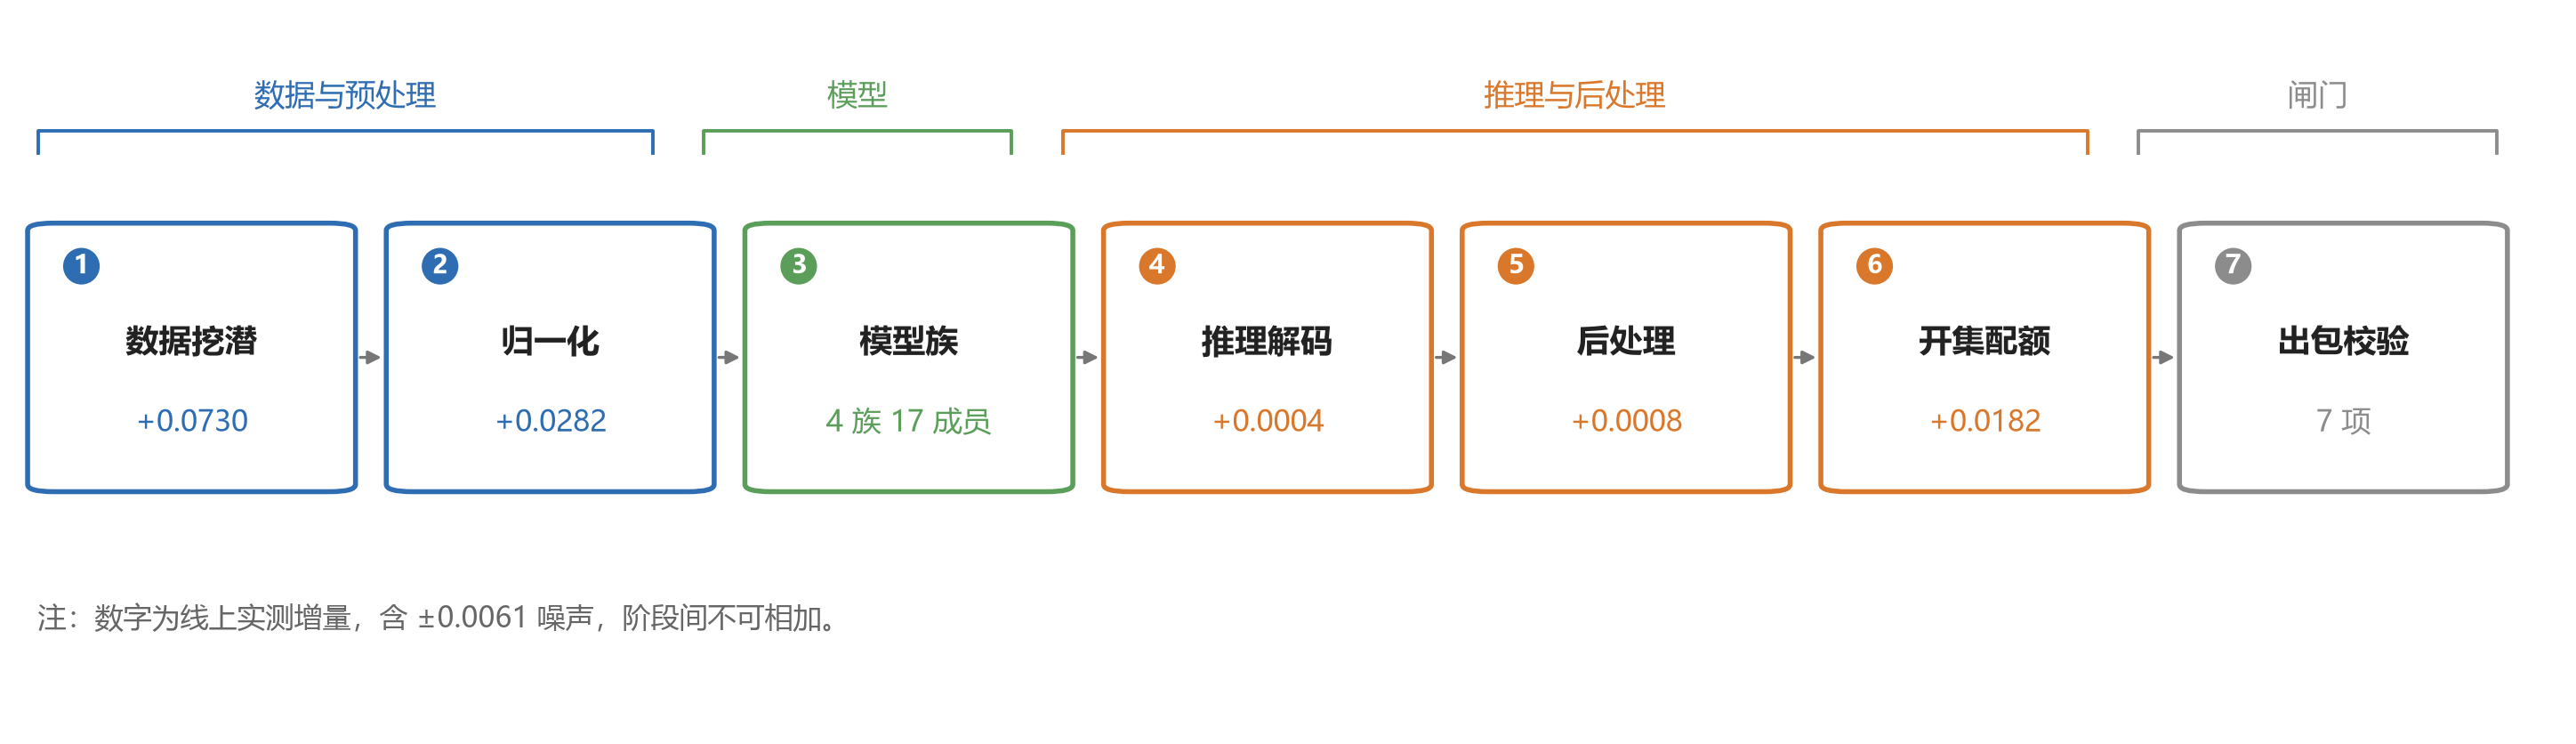 数据与预处理
模型
推理与后处理
闸门
1
数据挖潜
+0.0730
2
归一化
+0.0282
3
模型族
4 族 17 成员
4
推理解码
+0.0004
5
后处理
+0.0008
6
开集配额
+0.0182
7
出包校验
7 项
注：数字为线上实测增量，含 ±0.0061 噪声，阶段间不可相加。